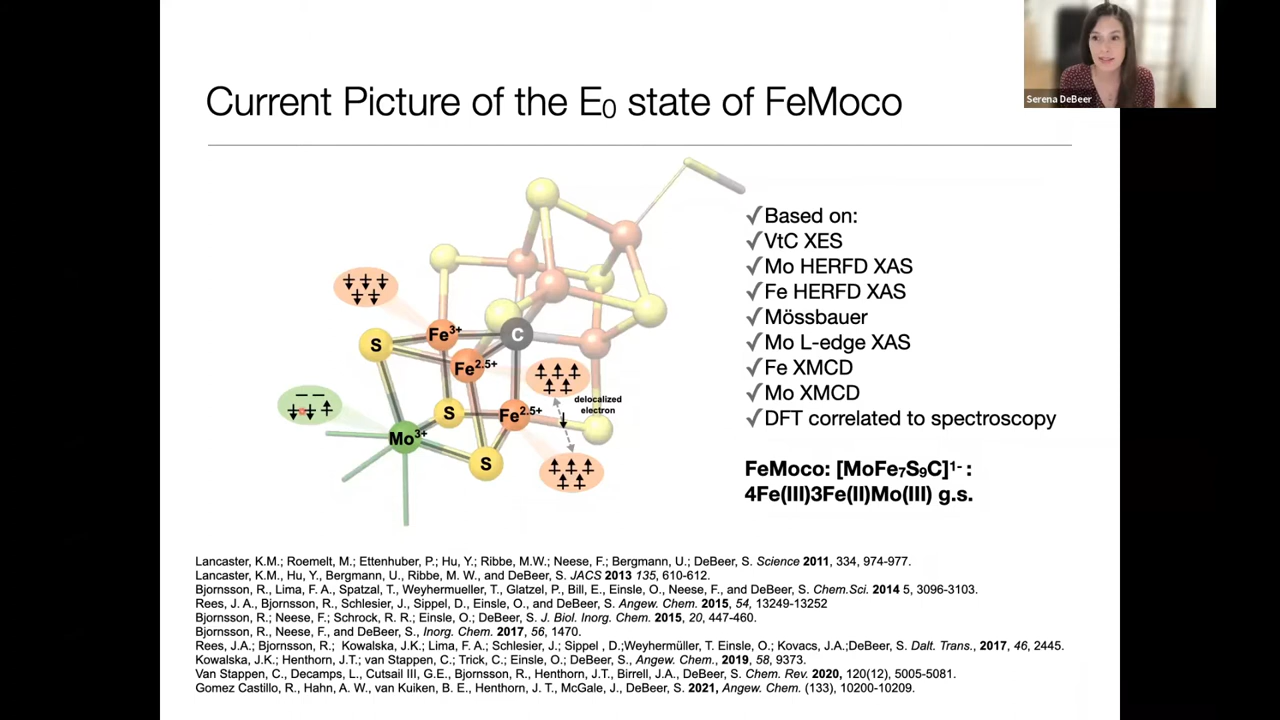 Serena DeBeer
Current Picture of the E₀ state of FeMoco
Fe³⁺
C
S
Fe²·⁵⁺
delocalized
electron
S
Fe²·⁵⁺
Mo³⁺
S
✓Based on:
✓VtC XES
✓Mo HERFD XAS
✓Fe HERFD XAS
✓Mössbauer
✓Mo L-edge XAS
✓Fe XMCD
✓Mo XMCD
✓DFT correlated to spectroscopy
FeMoco: [MoFe₇S₉C]¹⁻ :
4Fe(III)3Fe(II)Mo(III) g.s.
Lancaster, K.M.; Roemelt, M.; Ettenhuber, P.; Hu, Y.; Ribbe, M.W.; Neese, F.; Bergmann, U.; DeBeer, S. Science 2011, 334, 974-977.
Lancaster, K.M., Hu, Y., Bergmann, U., Ribbe, M. W., and DeBeer, S. JACS 2013 135, 610-612.
Bjornsson, R., Lima, F. A., Spatzal, T., Weyhermueller, T., Glatzel, P., Bill, E., Einsle, O., Neese, F., and DeBeer, S. Chem.Sci. 2014 5, 3096-3103.
Rees, J. A., Bjornsson, R., Schlesier, J., Sippel, D., Einsle, O., and DeBeer, S. Angew. Chem. 2015, 54, 13249-13252
Bjornsson, R.; Neese, F.; Schrock, R. R.; Einsle, O.; DeBeer, S. J. Biol. Inorg. Chem. 2015, 20, 447-460.
Bjornsson, R., Neese, F., and DeBeer, S., Inorg. Chem. 2017, 56, 1470.
Rees, J.A.; Bjornsson, R.; Kowalska, J.K.; Lima, F. A.; Schlesier, J.; Sippel , D.;Weyhermüller, T. Einsle, O.; Kovacs, J.A.;DeBeer, S. Dalt. Trans., 2017, 46, 2445.
Kowalska, J.K.; Henthorn, J.T.; van Stappen, C.; Trick, C.; Einsle, O.; DeBeer, S., Angew. Chem., 2019, 58, 9373.
Van Stappen, C., Decamps, L., Cutsail III, G.E., Bjornsson, R., Henthorn, J.T., Birrell, J.A., DeBeer, S. Chem. Rev. 2020, 120(12), 5005-5081.
Gomez Castillo, R., Hahn, A. W., van Kuiken, B. E., Henthorn, J. T., McGale, J., DeBeer, S. 2021, Angew. Chem. (133), 10200-10209.